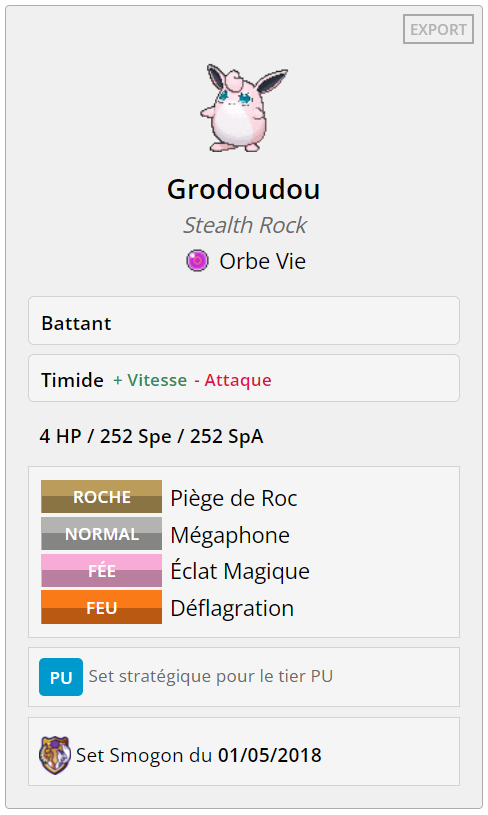 EXPORT
Grodoudou
Stealth Rock
Orbe Vie
Battant
Timide + Vitesse - Attaque
4 HP / 252 Spe / 252 SpA
ROCHE Piège de Roc
NORMAL Mégaphone
FÉE Éclat Magique
FEU Déflagration
PU Set stratégique pour le tier PU
Set Smogon du 01/05/2018